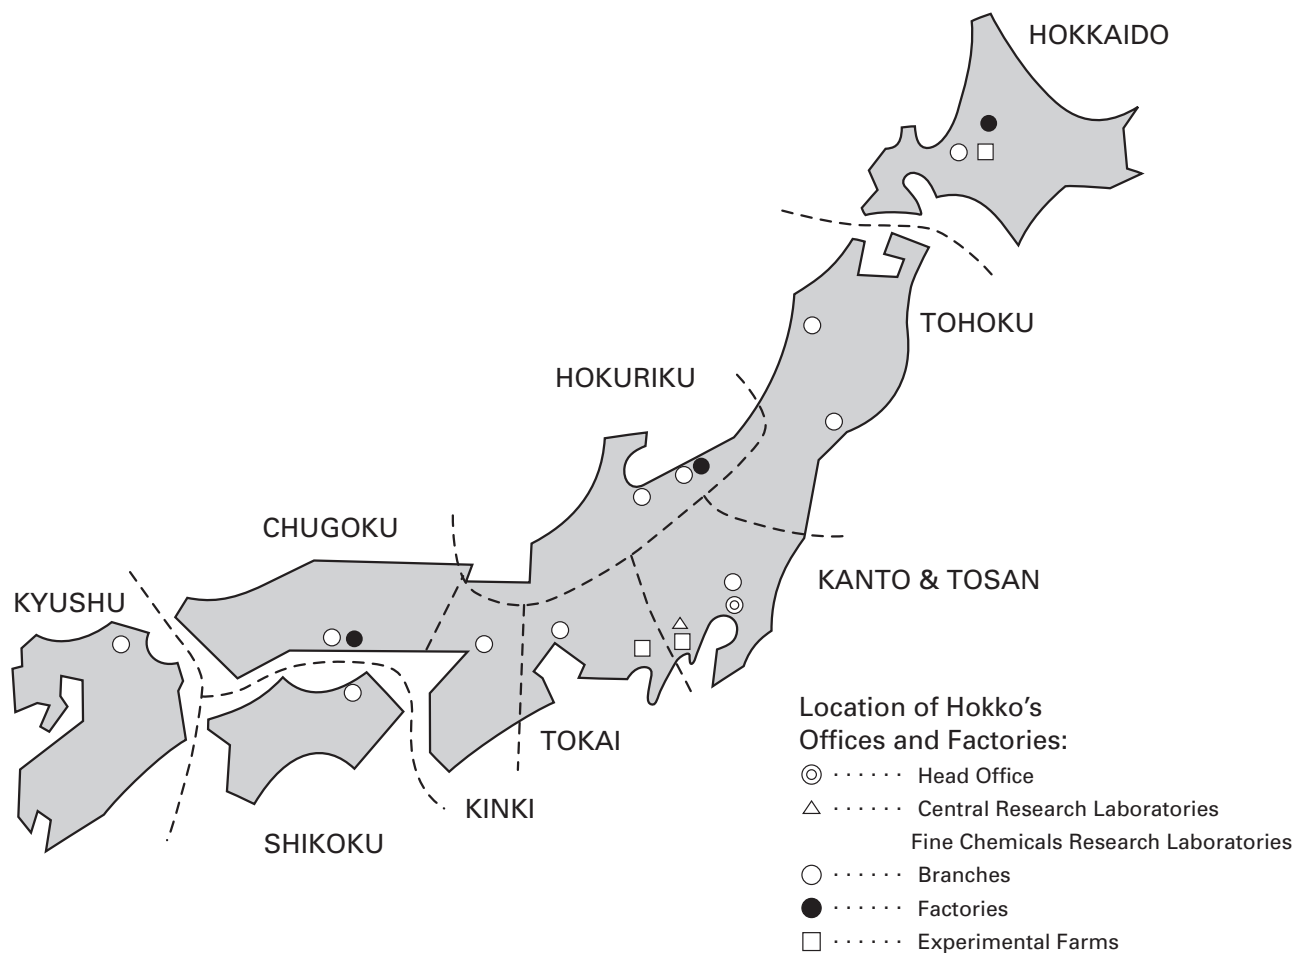 HOKKAIDO
TOHOKU
HOKURIKU
CHUGOKU
KANTO & TOSAN
KYUSHU
TOKAI
KINKI
SHIKOKU
Location of Hokko’s
Offices and Factories:
◎ · · · · · · Head Office
△ · · · · · · Central Research Laboratories
Fine Chemicals Research Laboratories
○ · · · · · · Branches
● · · · · · · Factories
□ · · · · · · Experimental Farms